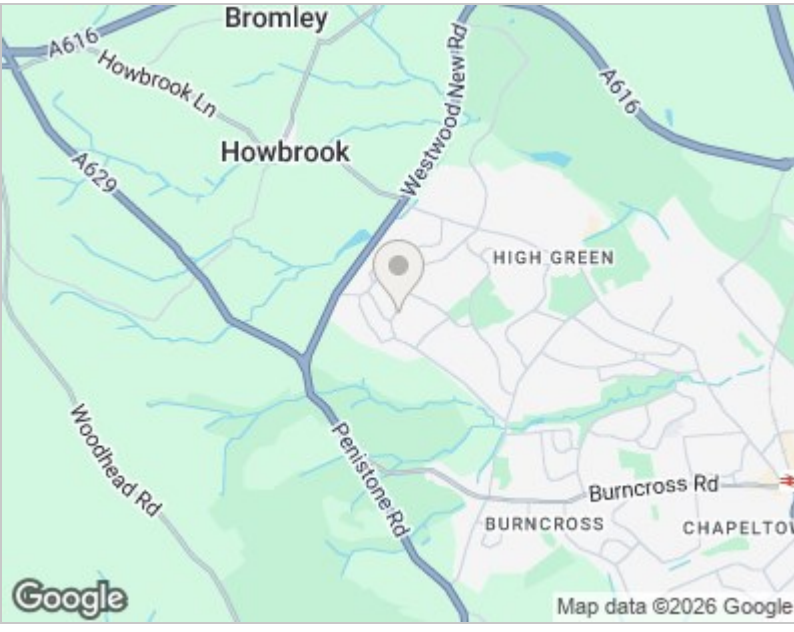 Bromley
A616
Howbrook Ln
Westwood New Rd
A616
Howbrook
A629
HIGH GREEN
Woodhead Rd
Penistone Rd
Burncross Rd
BURNCROSS
CHAPELTOW
Google
Map data ©2026 Google